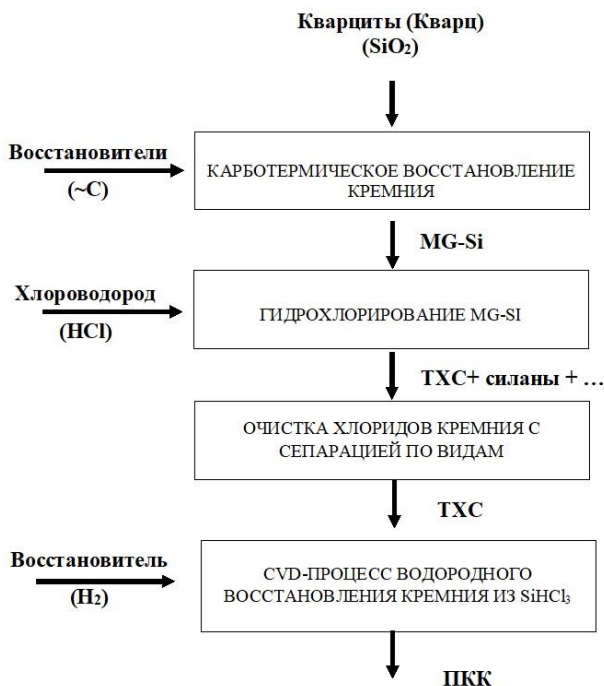 Кварциты (Кварц)
(SiO₂)
Восстановители
(~C)
КАРБОТЕРМИЧЕСКОЕ ВОССТАНОВЛЕНИЕ
КРЕМНИЯ
MG-Si
Хлороводород
(HCl)
ГИДРОХЛОРИРОВАНИЕ MG-SI
ТХС+ силаны + …
ОЧИСТКА ХЛОРИДОВ КРЕМНИЯ С
СЕПАРАЦИЕЙ ПО ВИДАМ
ТХС
Восстановитель
(H₂)
CVD-ПРОЦЕСС ВОДОРОДНОГО
ВОССТАНОВЛЕНИЯ КРЕМНИЯ ИЗ SiHCl₃
ПКК